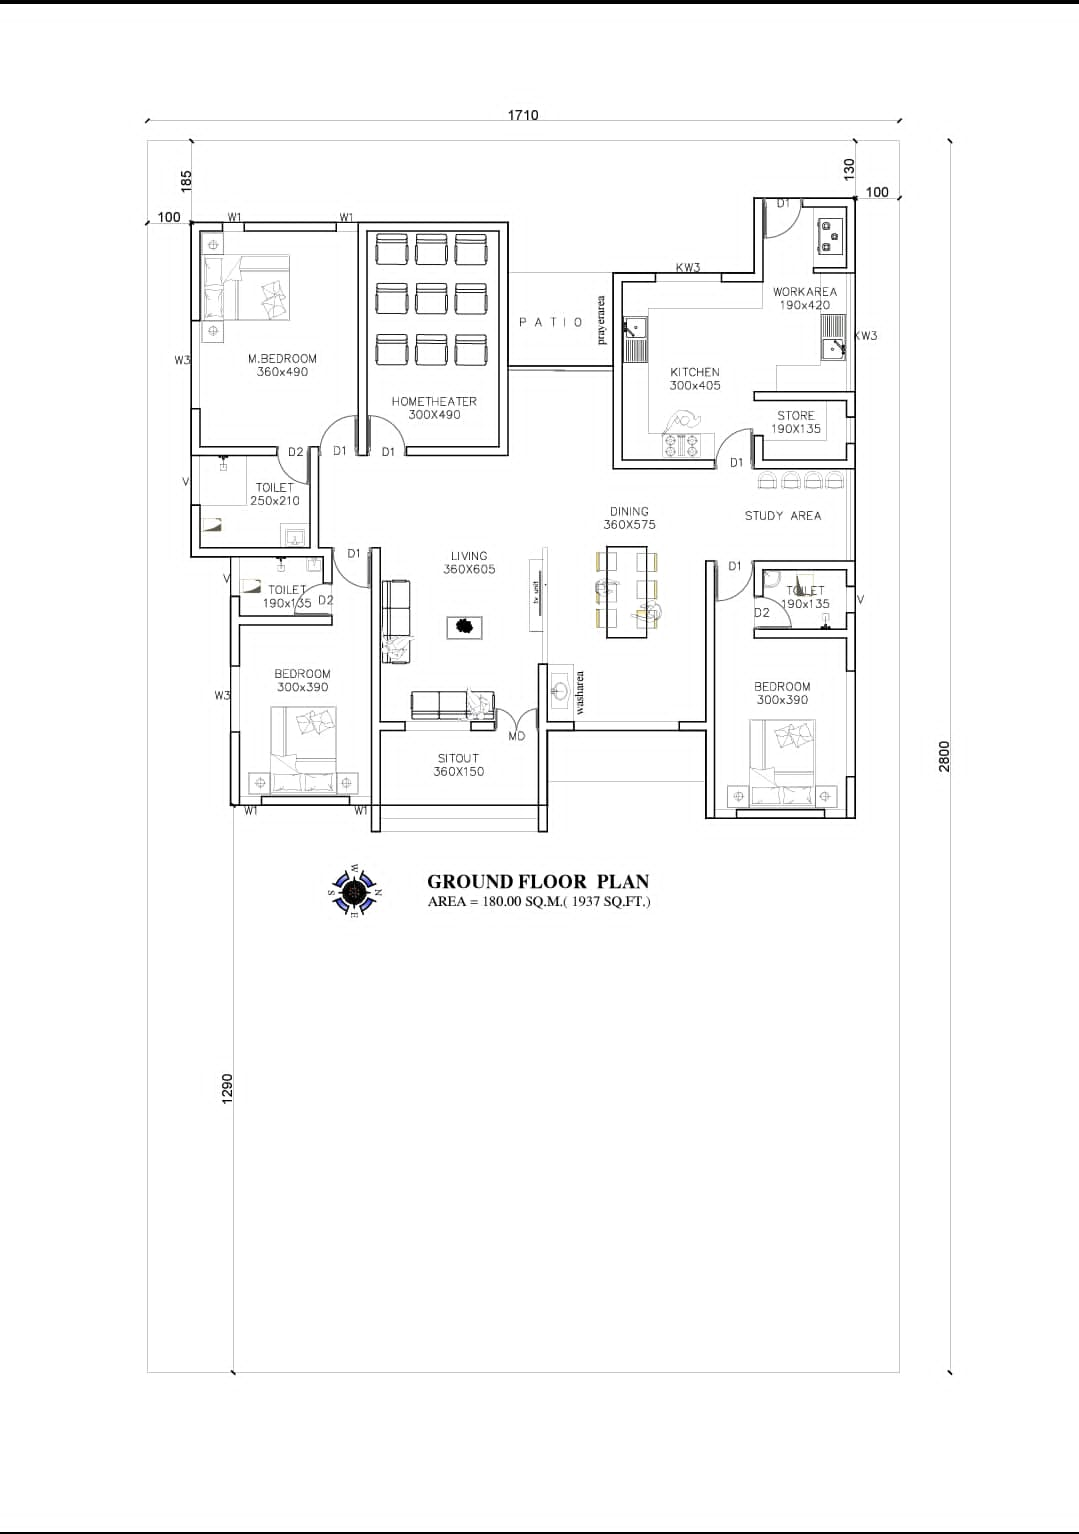 1710
185
130
100
100
W1
W1
D1
KW3
WORKAREA
190x420
PATIO
prayerarea
KW3
W3
M.BEDROOM
360x490
KITCHEN
300x405
HOMETHEATER
300X490
STORE
190X135
D2
D1
D1
D1
V
TOILET
250x210
STUDY AREA
DINING
360X575
D1
LIVING
360X605
D1
V
TOILET
190x135
D2
tv unit
TOILET
190x135
V
D2
BEDROOM
300x390
W3
washarea
BEDROOM
300x390
MD
SITOUT
360X150
2800
W1
W1
W
S
N
E
GROUND FLOOR PLAN
AREA = 180.00 SQ.M.( 1937 SQ.FT.)
1290